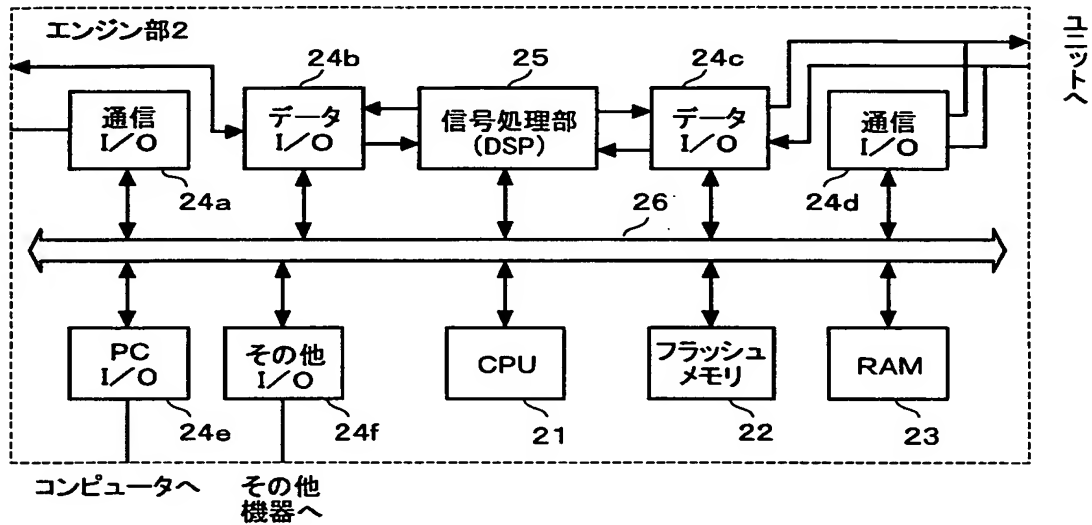 エンジン部2
ユニットへ
24b
25
24c
通信
I/O
データ
I/O
信号処理部
(DSP)
データ
I/O
通信
I/O
24a
24d
26
PC
I/O
その他
I/O
CPU
フラッシュ
メモリ
RAM
24e
24f
21
22
23
コンピュータへ
その他
機器へ